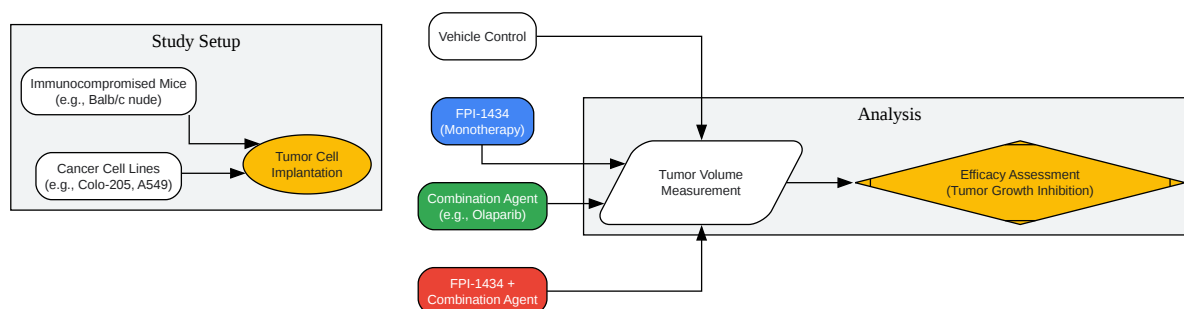 Study Setup
Immunocompromised Mice
(e.g., Balb/c nude)
Cancer Cell Lines
(e.g., Colo-205, A549)
Tumor Cell
Implantation
Vehicle Control
FPI-1434
(Monotherapy)
Combination Agent
(e.g., Olaparib)
FPI-1434 +
Combination Agent
Analysis
Tumor Volume
Measurement
Efficacy Assessment
(Tumor Growth Inhibition)